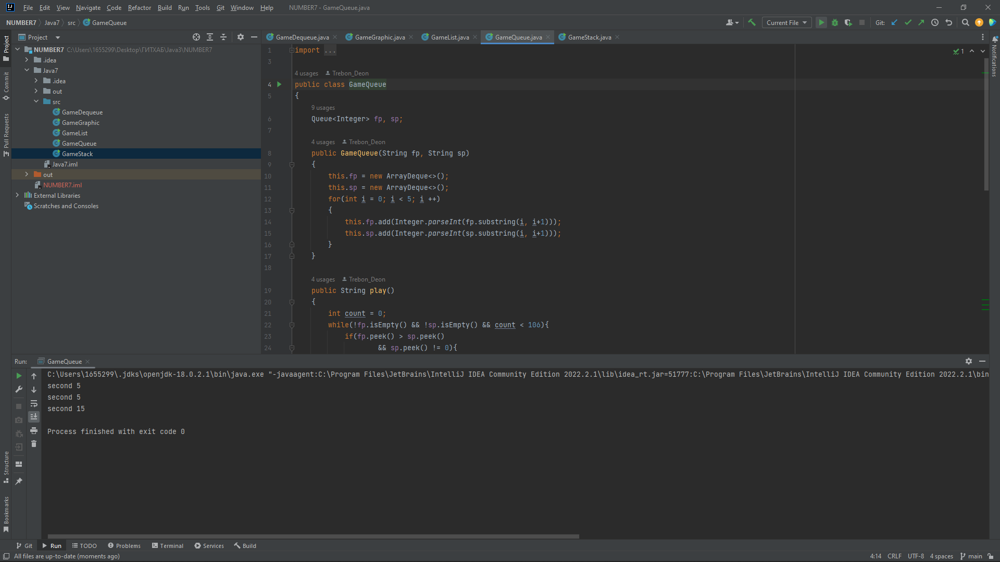 File Edit View Navigate Code Refactor Build Run Tools Git Window Help NUMBER7 - GameQueue.java
NUMBER7 Java7 src GameQueue Current File Git:
Project
GameDequeue.java GameGraphic.java GameList.java GameQueue.java GameStack.java
NUMBER7 C:\Users\1655299\Desktop\ГИТХАБ\Java3\NUMBER7
.idea
Java7
.idea
out
src
GameDequeue
GameGraphic
GameList
GameQueue
GameStack
Java7.iml
out
NUMBER7.iml
External Libraries
Scratches and Consoles
Project
Commit
Pull Requests
Structure
Bookmarks
Notifications
1
1 import ...
3
4 usages Trebon_Deon
4 public class GameQueue
5 {
9 usages
6 Queue<Integer> fp, sp;
7
4 usages Trebon_Deon
8 public GameQueue(String fp, String sp)
9 {
10 this.fp = new ArrayDeque<>();
11 this.sp = new ArrayDeque<>();
12 for(int i = 0; i < 5; i ++)
13 {
14 this.fp.add(Integer.parseInt(fp.substring(i, i+1)));
15 this.sp.add(Integer.parseInt(sp.substring(i, i+1)));
16 }
17 }
18
4 usages Trebon_Deon
19 public String play()
20 {
21 int count = 0;
22 while(!fp.isEmpty() && !sp.isEmpty() && count < 106){
23 if(fp.peek() > sp.peek()
24 && sp.peek() != 0){
Run: GameQueue
C:\Users\1655299\.jdks\openjdk-18.0.2.1\bin\java.exe "-javaagent:C:\Program Files\JetBrains\IntelliJ IDEA Community Edition 2022.2.1\lib\idea_rt.jar=51777:C:\Program Files\JetBrains\IntelliJ IDEA Community Edition 2022.2.1\bin
second 5
second 5
second 15
Process finished with exit code 0
Git Run TODO Problems Terminal Services Build
All files are up-to-date (moments ago) 4:14 CRLF UTF-8 4 spaces main